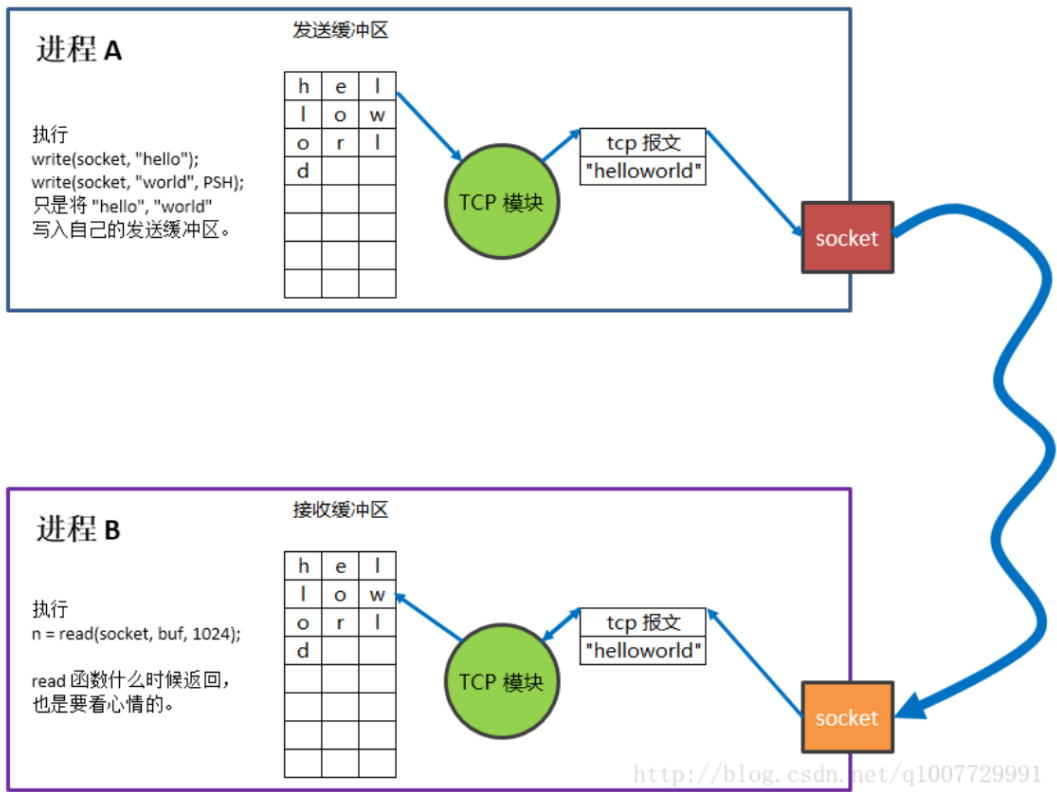 发送缓冲区
进程 A
执行
write(socket, "hello");
write(socket, "world", PSH);
只是将 "hello", "world"
写入自己的发送缓冲区。
h e l
l o w
o r l
d
TCP 模块
tcp 报文
"helloworld"
socket
接收缓冲区
进程 B
执行
n = read(socket, buf, 1024);
read 函数什么时候返回，
也是要看心情的。
h e l
l o w
o r l
d
TCP 模块
tcp 报文
"helloworld"
socket
http://blog.csdn.net/q1007729991